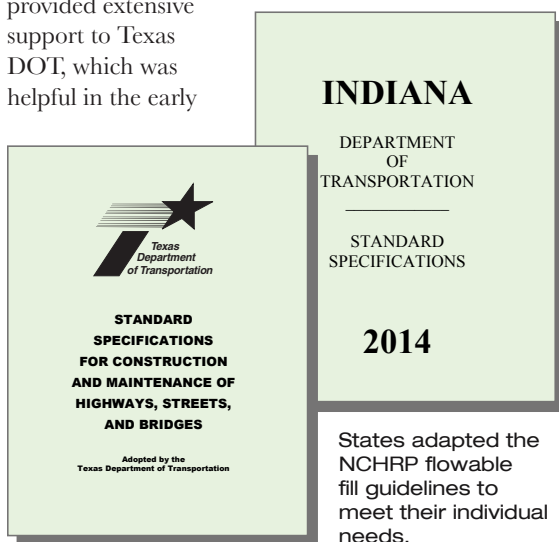 provided extensive
support to Texas
DOT, which was
helpful in the early
INDIANA
DEPARTMENT
OF
TRANSPORTATION
STANDARD
SPECIFICATIONS
2014
Texas
Department
of Transportation
STANDARD
SPECIFICATIONS
FOR CONSTRUCTION
AND MAINTENANCE OF
HIGHWAYS, STREETS,
AND BRIDGES
Adopted by the
Texas Department of Transportation
States adapted the
NCHRP flowable
fill guidelines to
meet their individual
needs.